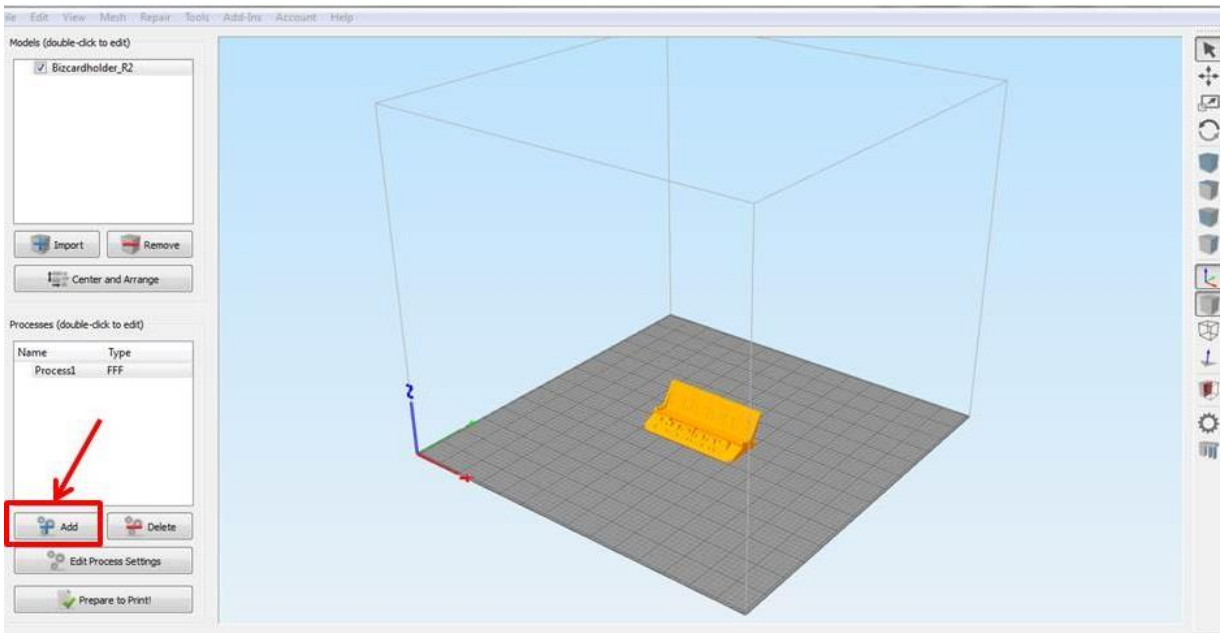 File Edit View Mesh Repair Tools Add-Ins Account Help
Models (double-click to edit)
Bizcardholder_R2
Import Remove
Center and Arrange
Processes (double-click to edit)
Name Type
Process1 FFF
Add Delete
Edit Process Settings
Prepare to Print!